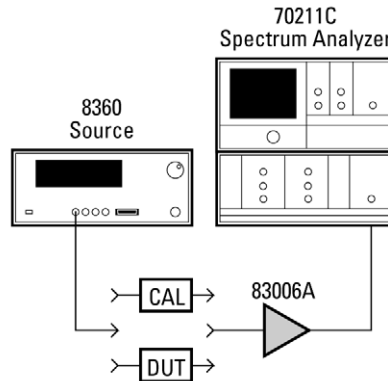 70211C
Spectrum Analyzer
8360
Source
CAL
83006A
DUT